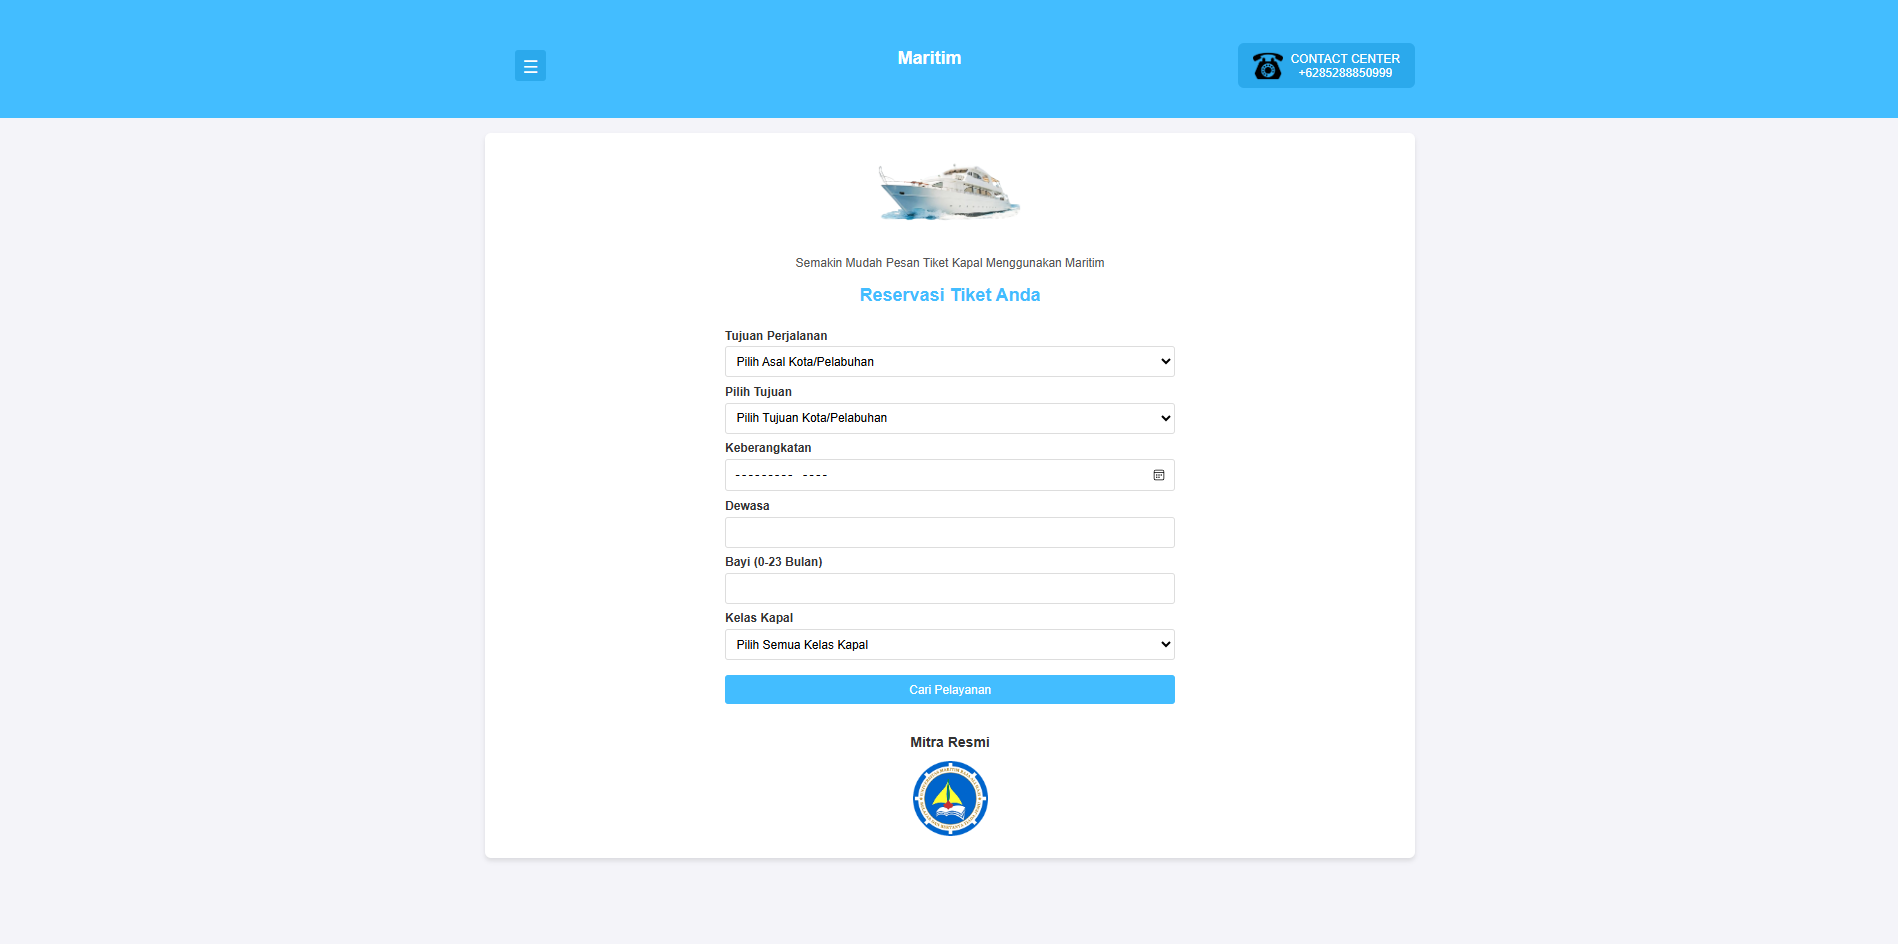 ☰
Maritim
CONTACT CENTER
+6285288850999
Semakin Mudah Pesan Tiket Kapal Menggunakan Maritim
Reservasi Tiket Anda
Tujuan Perjalanan
Pilih Asal Kota/Pelabuhan
Pilih Tujuan
Pilih Tujuan Kota/Pelabuhan
Keberangkatan
--------- ----
Dewasa
Bayi (0-23 Bulan)
Kelas Kapal
Pilih Semua Kelas Kapal
Cari Pelayanan
Mitra Resmi